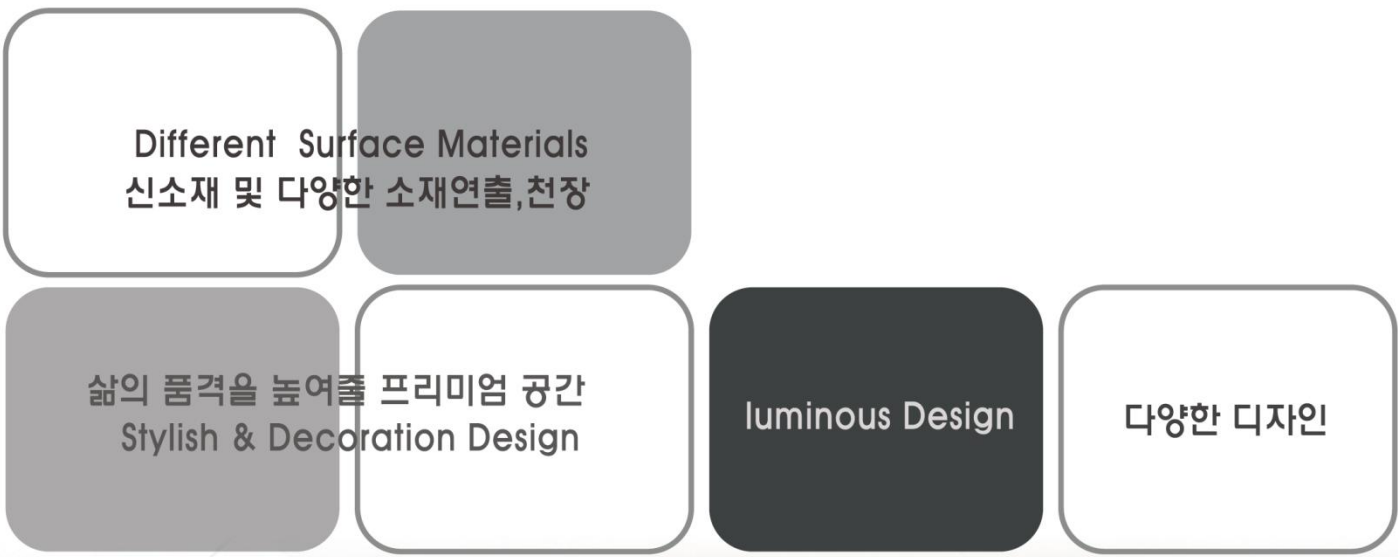 Different Surface Materials
신소재 및 다양한 소재연출,천장
삶의 품격을 높여줄 프리미엄 공간
Stylish & Decoration Design
luminous Design
다양한 디자인